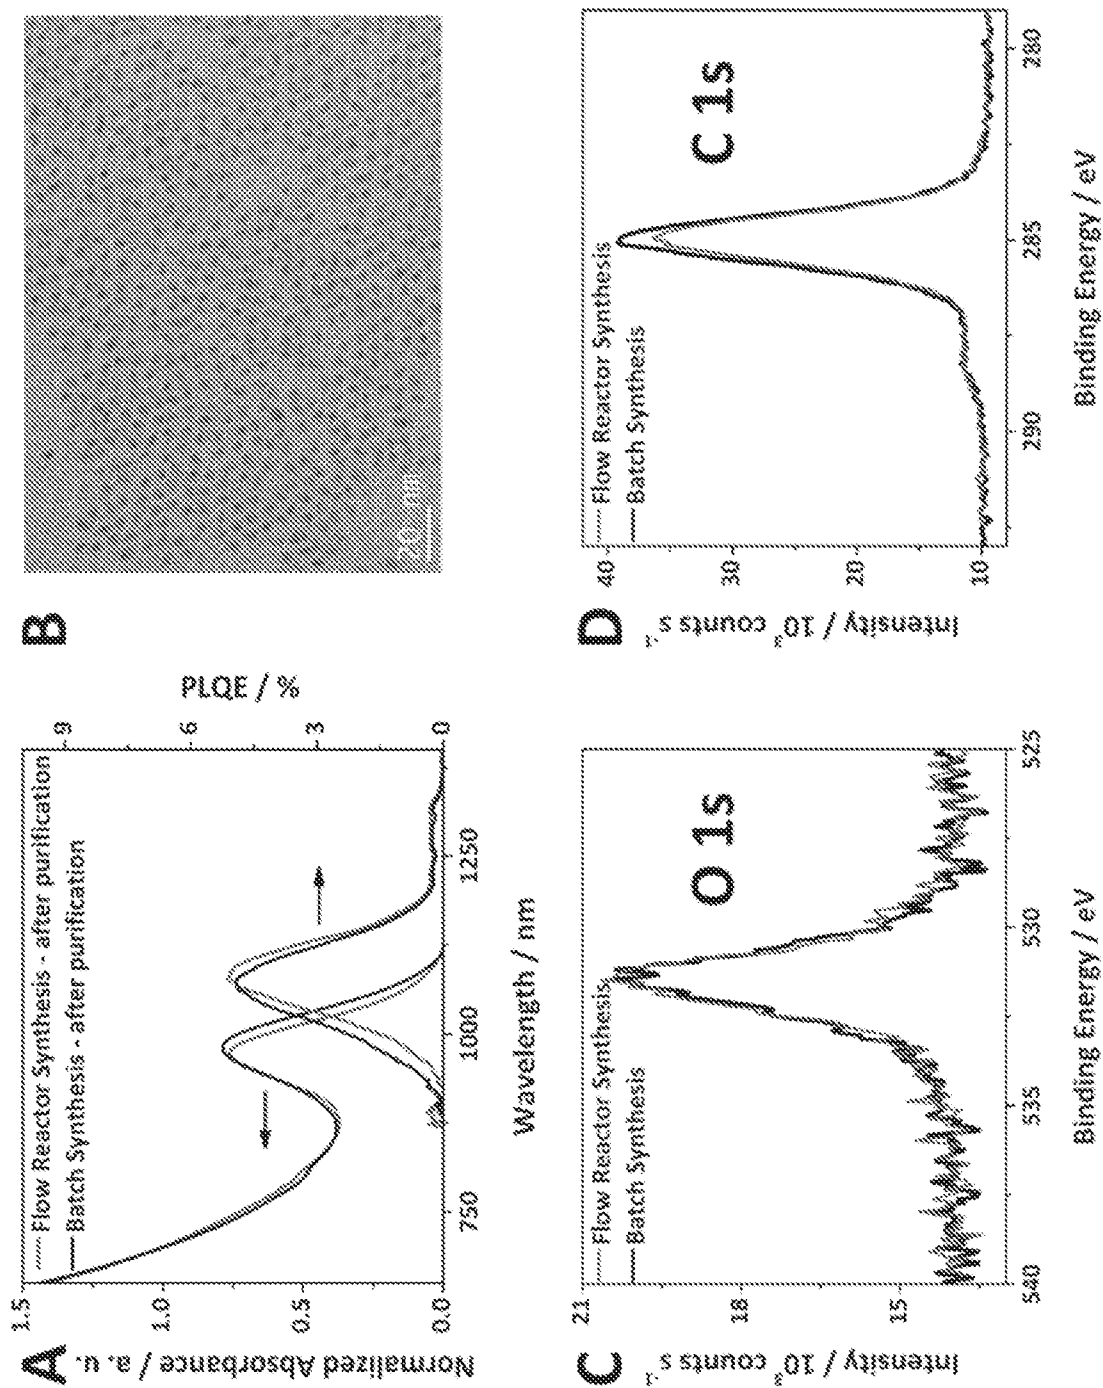 A
Flow Reactor Synthesis - after purification
Batch Synthesis - after purification
Normalized Absorbance / a. u.
1.5
1.0
0.5
0.0
PLQE / %
9
6
3
0
750
1000
1250
Wavelength / nm
B
20 nm
C
Flow Reactor Synthesis
Batch Synthesis
O 1s
Intensity / 10³ counts s⁻¹
21
18
15
540
535
530
525
Binding Energy / eV
D
Flow Reactor Synthesis
Batch Synthesis
C 1s
Intensity / 10³ counts s⁻¹
40
30
20
10
290
285
280
Binding Energy / eV